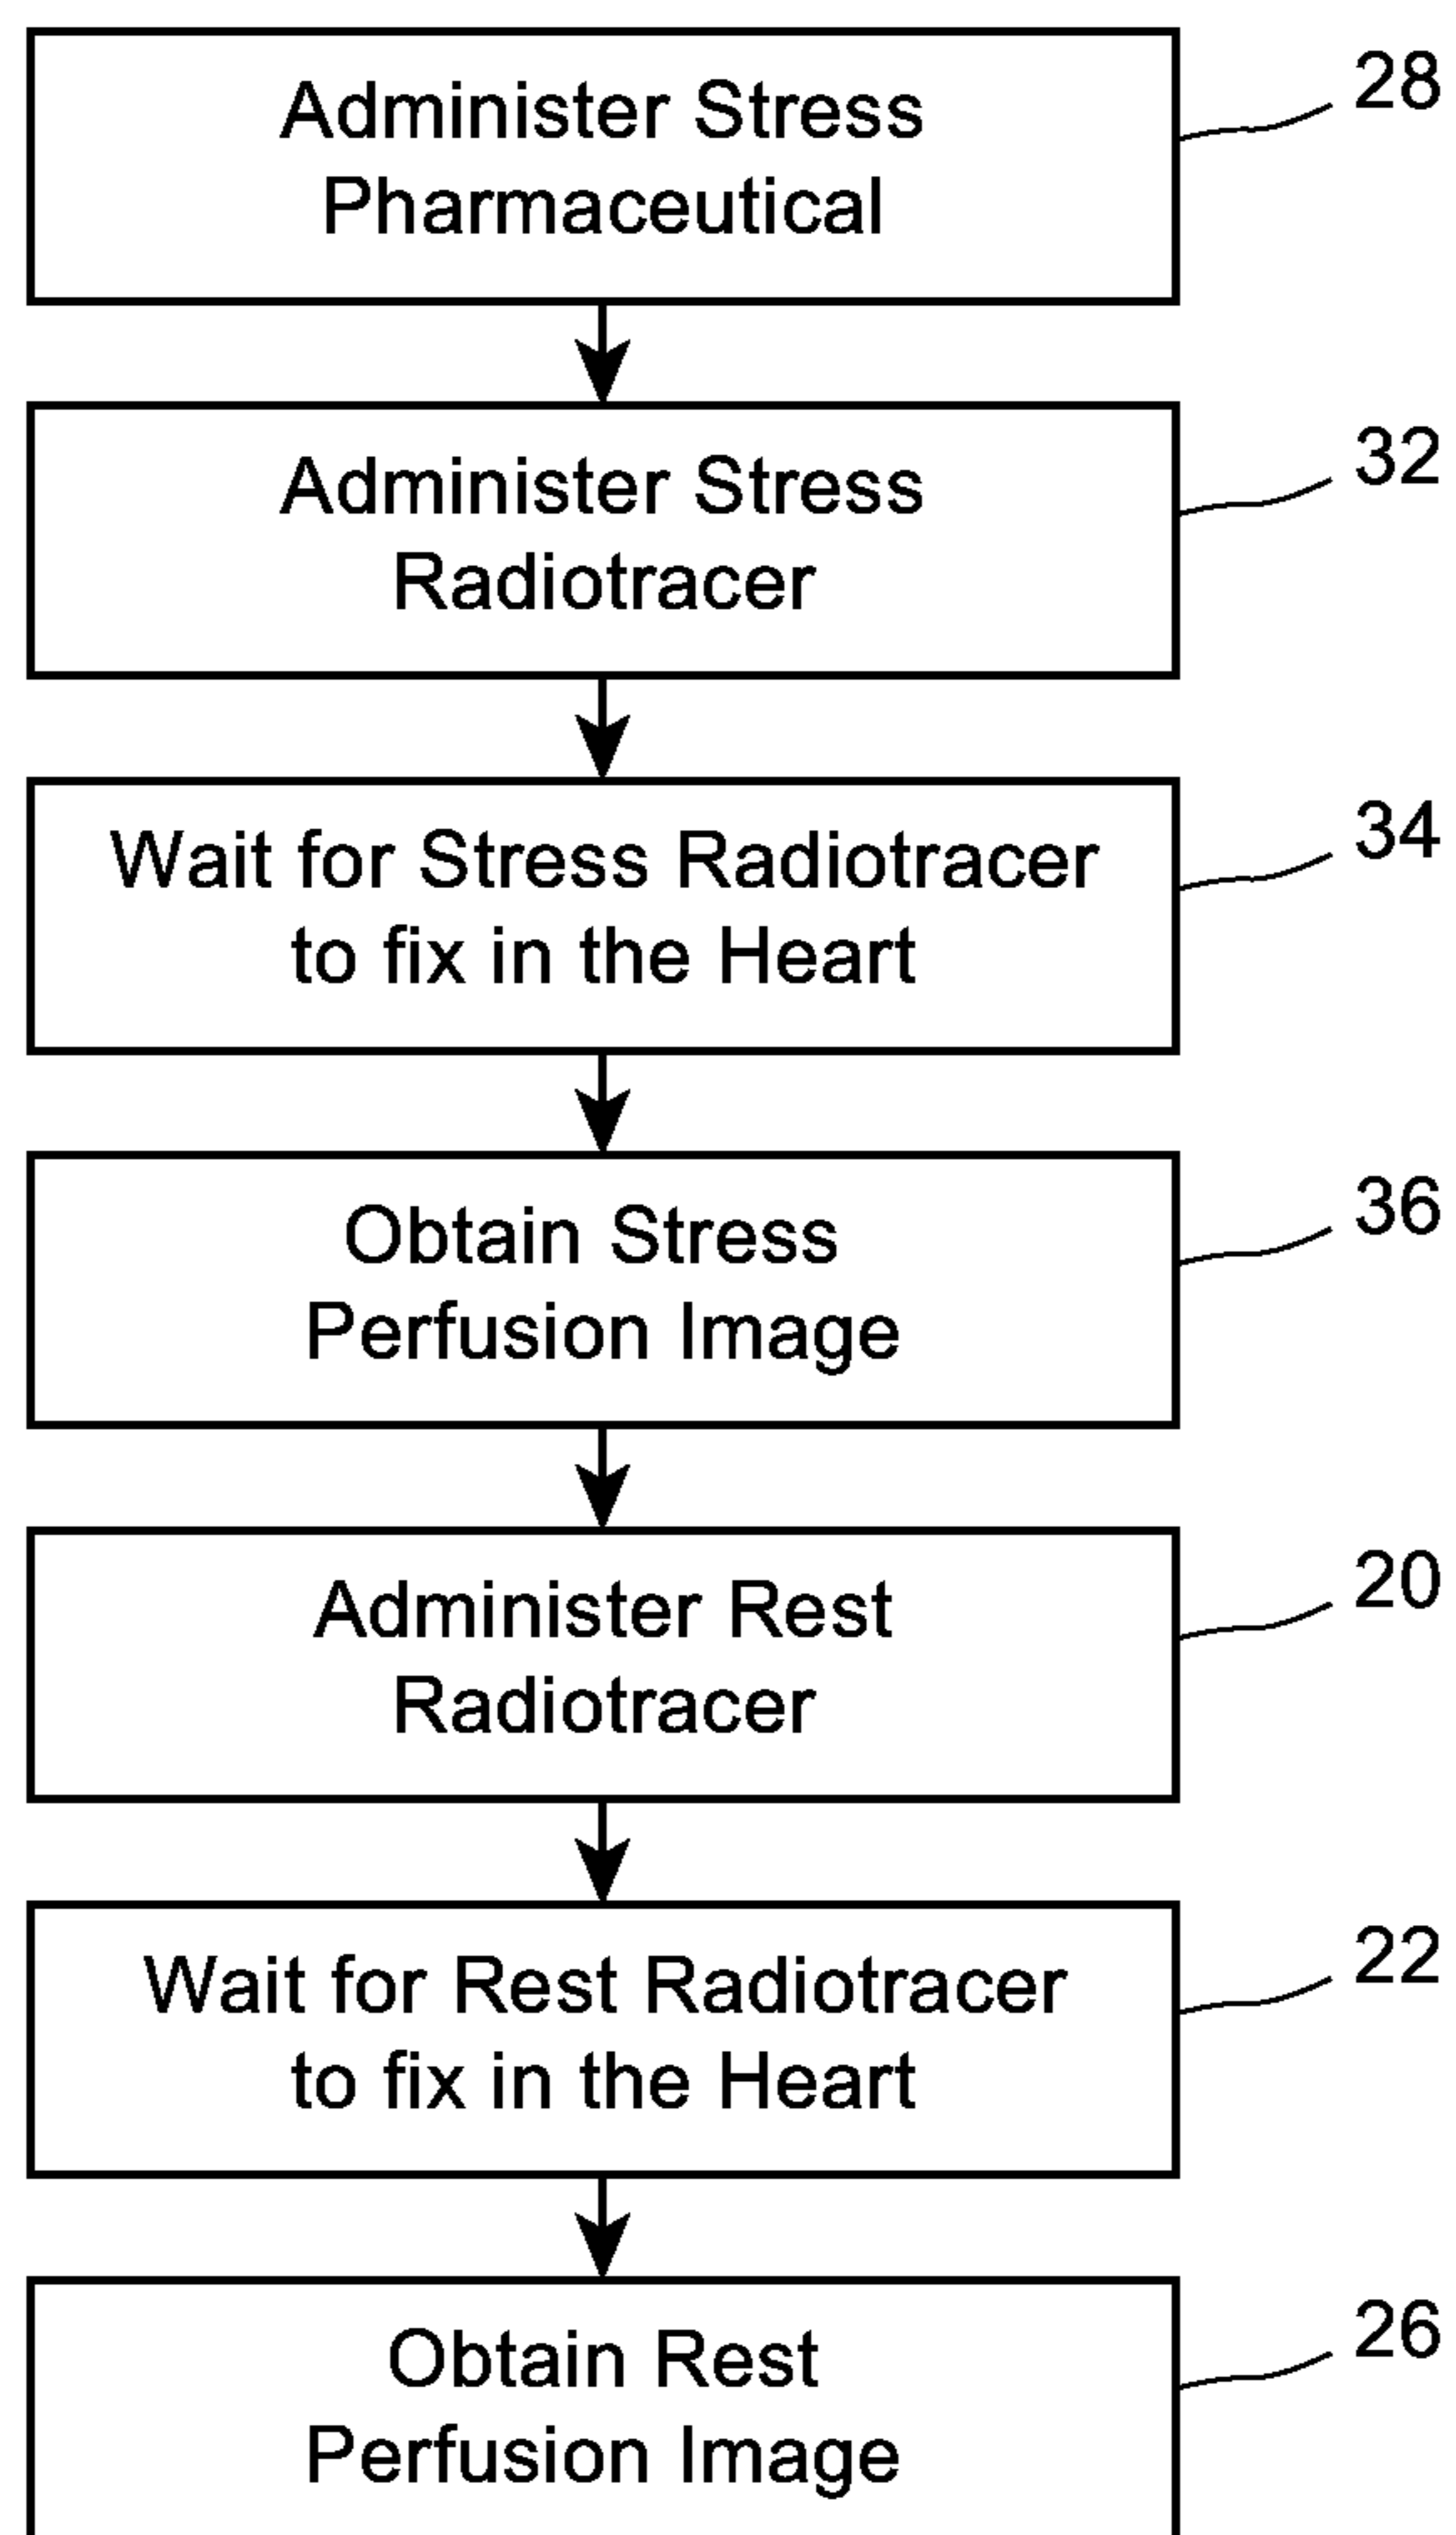 Administer Stress
Pharmaceutical
28
Administer Stress
Radiotracer
32
Wait for Stress Radiotracer
to fix in the Heart
34
Obtain Stress
Perfusion Image
36
Administer Rest
Radiotracer
20
Wait for Rest Radiotracer
to fix in the Heart
22
Obtain Rest
Perfusion Image
26